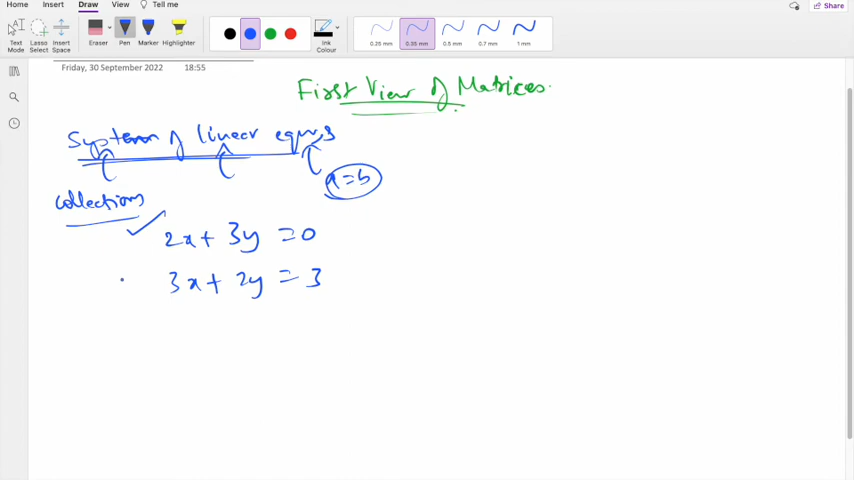 Home Insert Draw View Tell me Share
Text Mode
Lasso Select
Insert Space
Eraser
Pen
Marker
Highlighter
Ink Colour
0.25 mm
0.35 mm
0.5 mm
0.7 mm
1 mm
Friday, 30 September 2022 18:55
First View of Matrices.
System of linear eqns
a=b
Collections
2x + 3y = 0
3x + 2y = 3